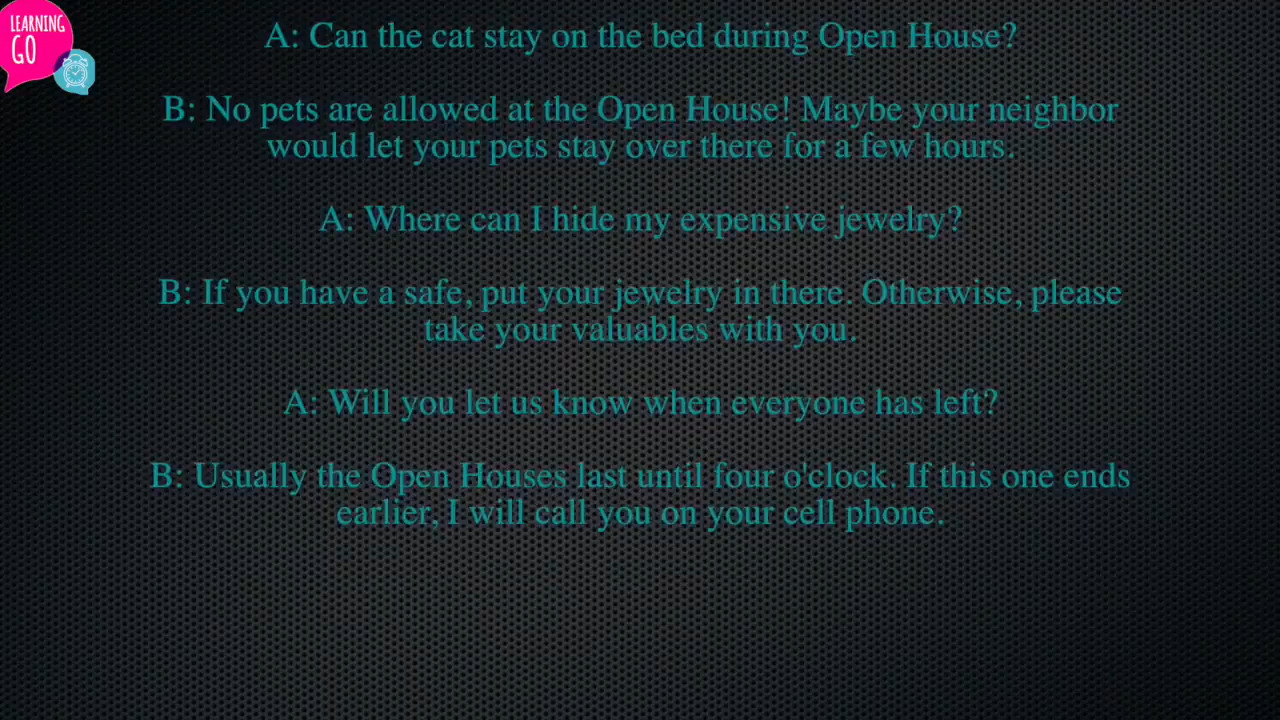 LEARNING
GO
A: Can the cat stay on the bed during Open House?
B: No pets are allowed at the Open House! Maybe your neighbor
would let your pets stay over there for a few hours.
A: Where can I hide my expensive jewelry?
B: If you have a safe, put your jewelry in there. Otherwise, please
take your valuables with you.
A: Will you let us know when everyone has left?
B: Usually the Open Houses last until four o'clock. If this one ends
earlier, I will call you on your cell phone.